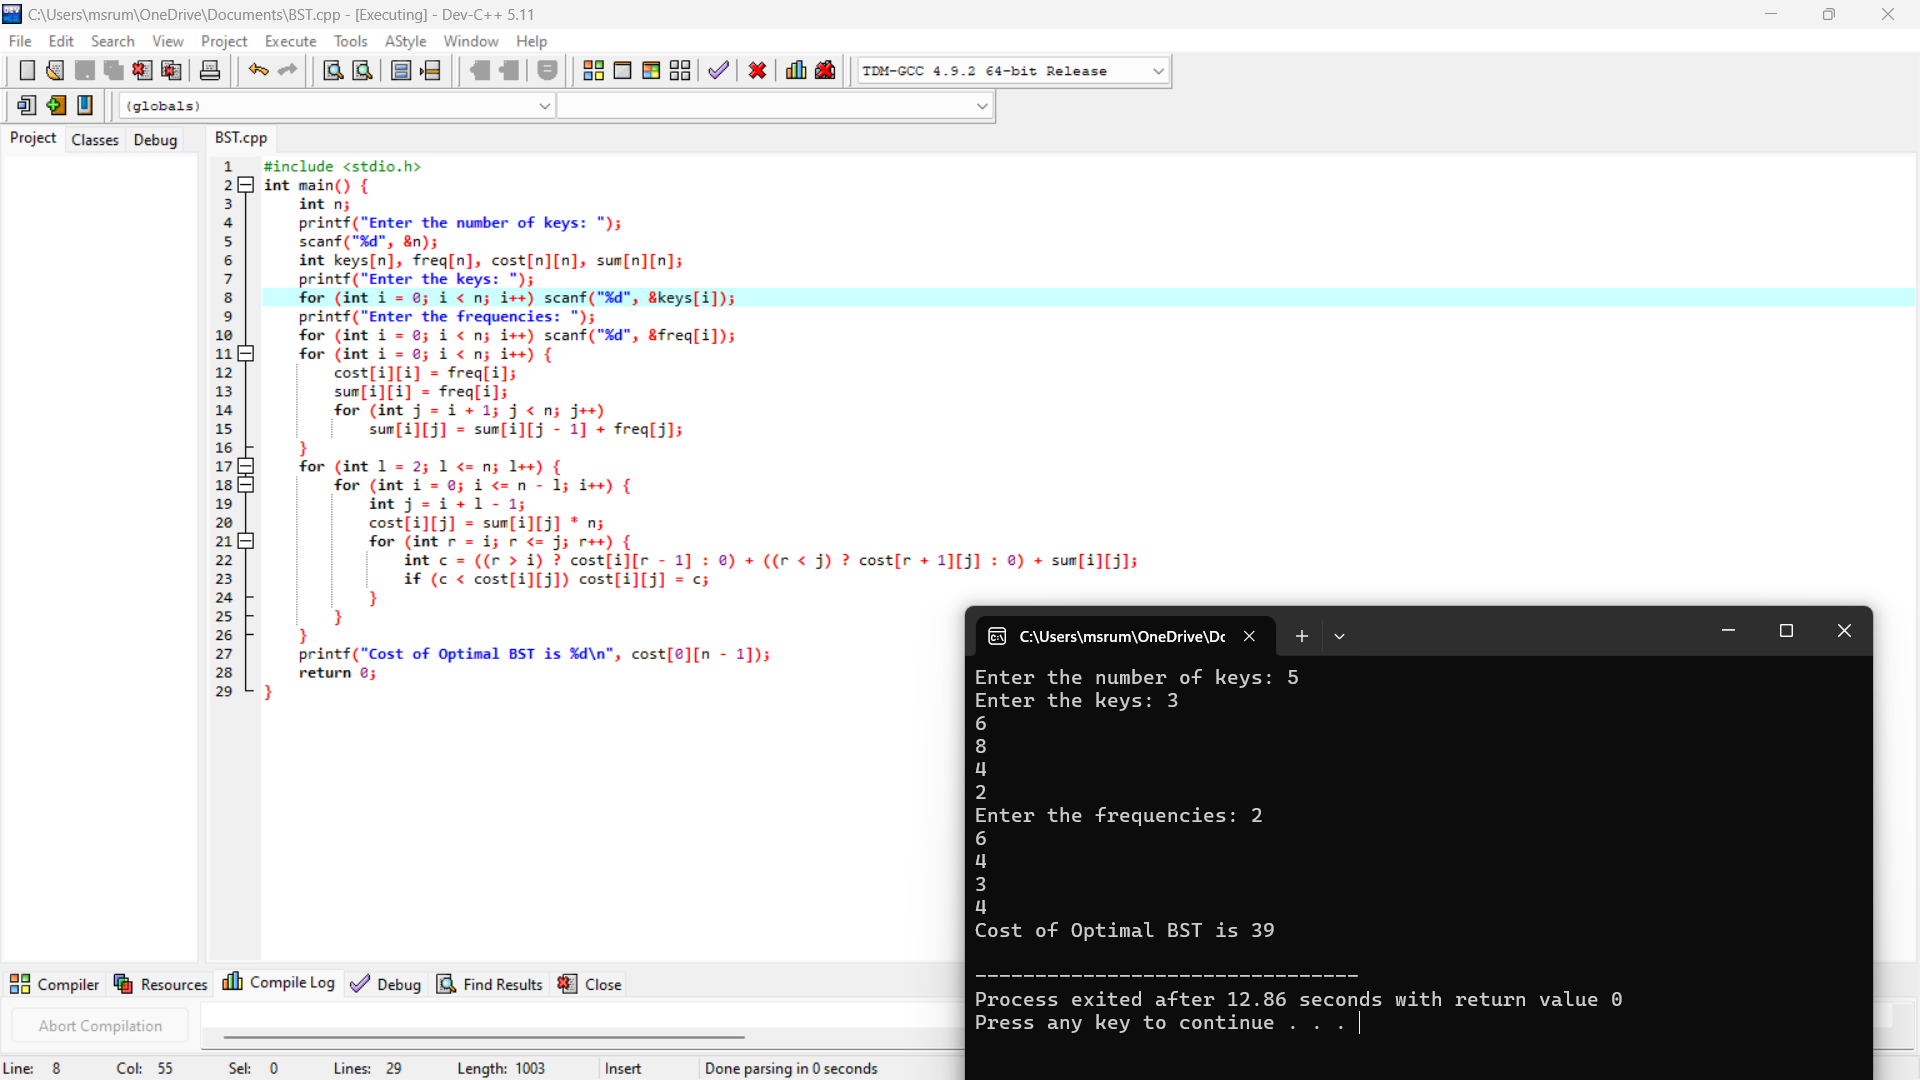 C:\Users\msrum\OneDrive\Documents\BST.cpp - [Executing] - Dev-C++ 5.11
File Edit Search View Project Execute Tools AStyle Window Help
TDM-GCC 4.9.2 64-bit Release
(globals)
Project Classes Debug BST.cpp
1 #include <stdio.h>
2 int main() {
3     int n;
4     printf("Enter the number of keys: ");
5     scanf("%d", &n);
6     int keys[n], freq[n], cost[n][n], sum[n][n];
7     printf("Enter the keys: ");
8     for (int i = 0; i < n; i++) scanf("%d", &keys[i]);
9     printf("Enter the frequencies: ");
10     for (int i = 0; i < n; i++) scanf("%d", &freq[i]);
11     for (int i = 0; i < n; i++) {
12         cost[i][i] = freq[i];
13         sum[i][i] = freq[i];
14         for (int j = i + 1; j < n; j++)
15             sum[i][j] = sum[i][j - 1] + freq[j];
16     }
17     for (int l = 2; l <= n; l++) {
18         for (int i = 0; i <= n - l; i++) {
19             int j = i + l - 1;
20             cost[i][j] = sum[i][j] * n;
21             for (int r = i; r <= j; r++) {
22                 int c = ((r > i) ? cost[i][r - 1] : 0) + ((r < j) ? cost[r + 1][j] : 0) + sum[i][j];
23                 if (c < cost[i][j]) cost[i][j] = c;
24             }
25         }
26     }
27     printf("Cost of Optimal BST is %d\n", cost[0][n - 1]);
28     return 0;
29 }
C:\Users\msrum\OneDrive\Dc
Enter the number of keys: 5
Enter the keys: 3
6
8
4
2
Enter the frequencies: 2
6
4
3
4
Cost of Optimal BST is 39
--------------------------------
Process exited after 12.86 seconds with return value 0
Press any key to continue . . .
Compiler Resources Compile Log Debug Find Results Close
Abort Compilation
Line: 8 Col: 55 Sel: 0 Lines: 29 Length: 1003 Insert Done parsing in 0 seconds